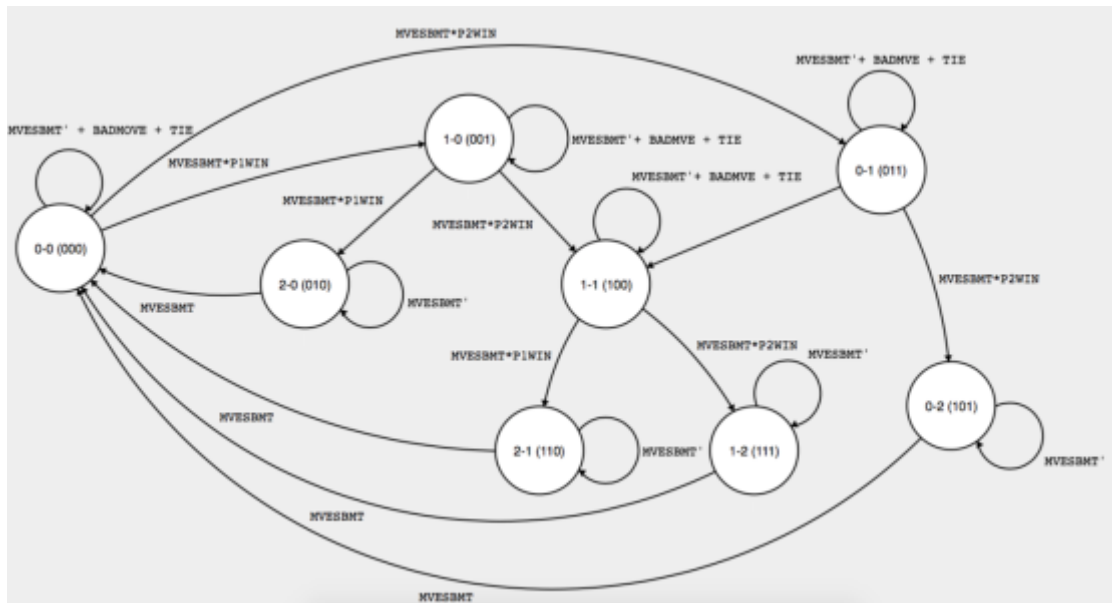 MVESBMT*P2WIN
MVESBMT'+ BADMVE + TIE
MVESBMT' + BADMOVE + TIE
1-0 (001)
MVESBMT'+ BADMVE + TIE
MVESBMT*P1WIN
0-1 (011)
MVESBMT'+ BADMVE + TIE
MVESBMT*P1WIN
MVESBMT*P2WIN
0-0 (000)
2-0 (010)
1-1 (100)
MVESBMT*P2WIN
MVESBMT
MVESBMT'
MVESBMT*P1WIN
MVESBMT*P2WIN
MVESBMT'
0-2 (101)
MVESBMT
2-1 (110)
MVESBMT'
1-2 (111)
MVESBMT'
MVESBMT
MVESBMT